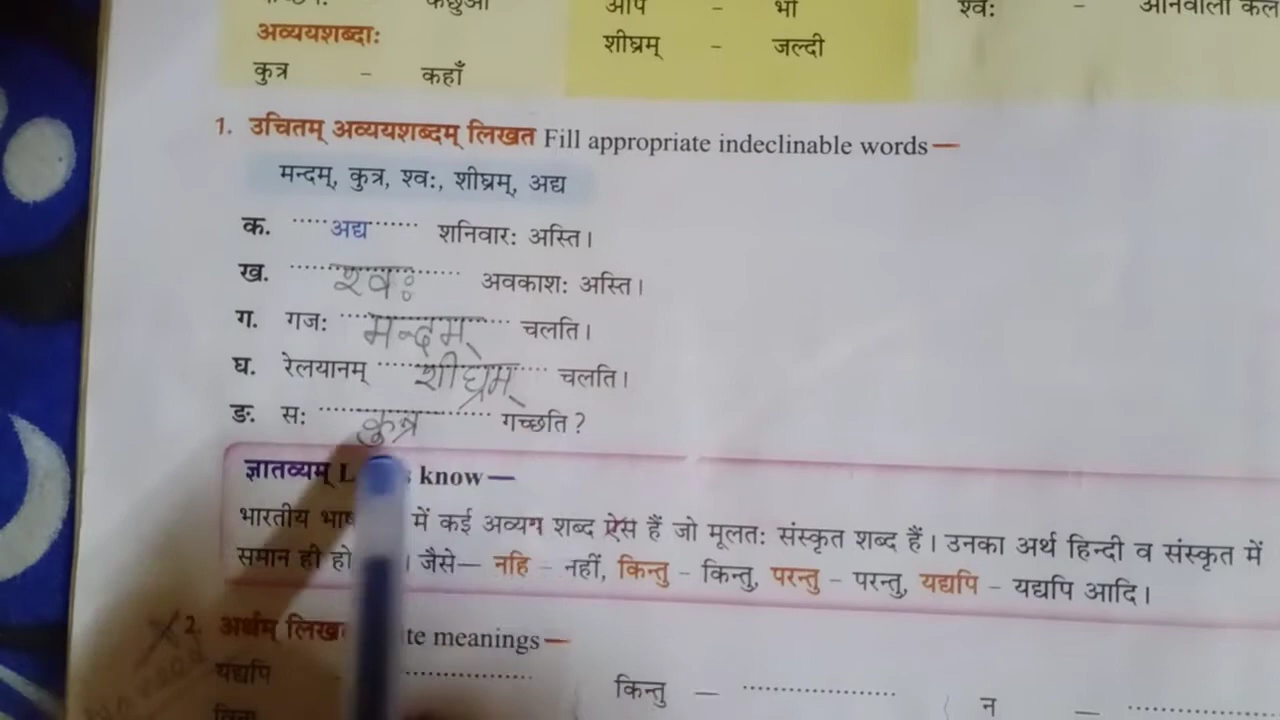 कछुआ
आप - भी
श्वः - आनेवाला कल
अव्ययशब्दाः
शीघ्रम् - जल्दी
कुत्र - कहाँ
1. उचितम् अव्ययशब्दम् लिखत Fill appropriate indeclinable words—
मन्दम्, कुत्र, श्वः, शीघ्रम्, अद्य
क. ......अद्य...... शनिवारः अस्ति।
ख. ......श्वः...... अवकाशः अस्ति।
ग. गजः ......मन्दम्...... चलति।
घ. रेलयानम् ......शीघ्रम्...... चलति।
ङ. सः ......कुत्र...... गच्छति?
ज्ञातव्यम् know—
भारतीय में कई अव्यय शब्द ऐसे हैं जो मूलतः संस्कृत शब्द हैं। उनका अर्थ हिन्दी व संस्कृत में
समान ही जैसे— नहि - नहीं, किन्तु - किन्तु, परन्तु - परन्तु, यद्यपि - यद्यपि आदि।
2. अर्थम् meanings—
यद्यपि ............
किन्तु — ............
न — ............